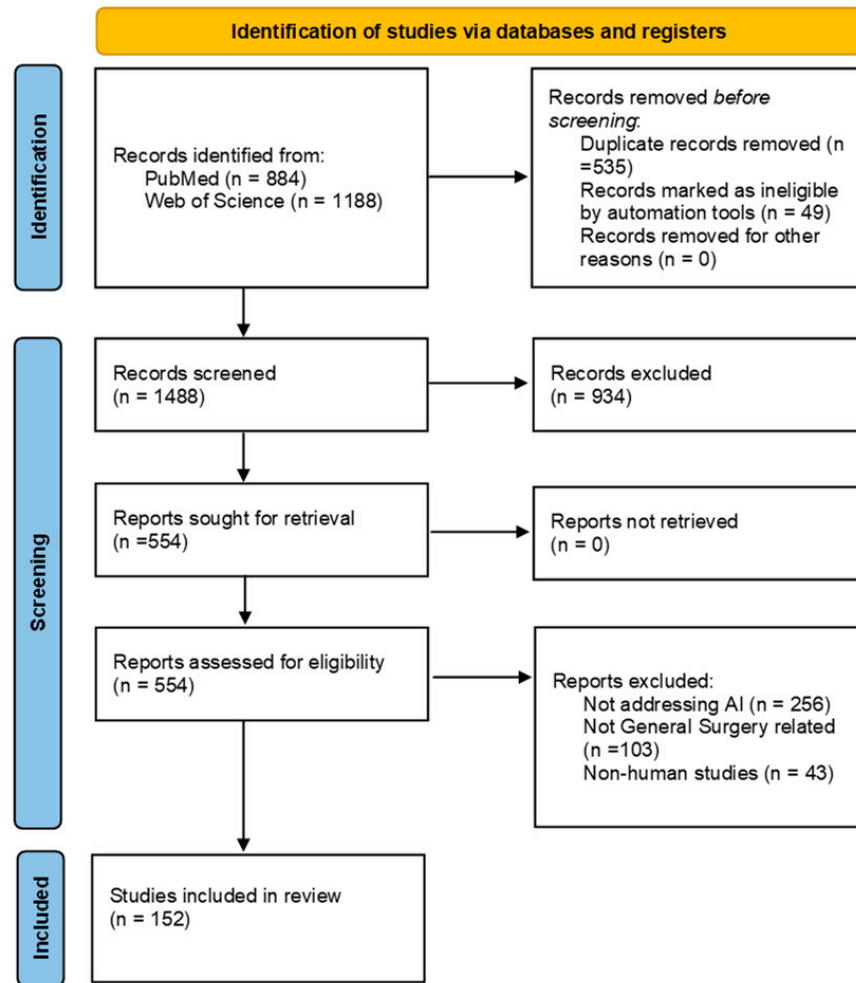 Identification of studies via databases and registers
Identification
Records identified from:
PubMed (n = 884)
Web of Science (n = 1188)
Records removed before
screening:
Duplicate records removed (n
=535)
Records marked as ineligible
by automation tools (n = 49)
Records removed for other
reasons (n = 0)
Screening
Records screened
(n = 1488)
Records excluded
(n = 934)
Reports sought for retrieval
(n =554)
Reports not retrieved
(n = 0)
Reports assessed for eligibility
(n = 554)
Reports excluded:
Not addressing AI (n = 256)
Not General Surgery related
(n =103)
Non-human studies (n = 43)
Included
Studies included in review
(n = 152)